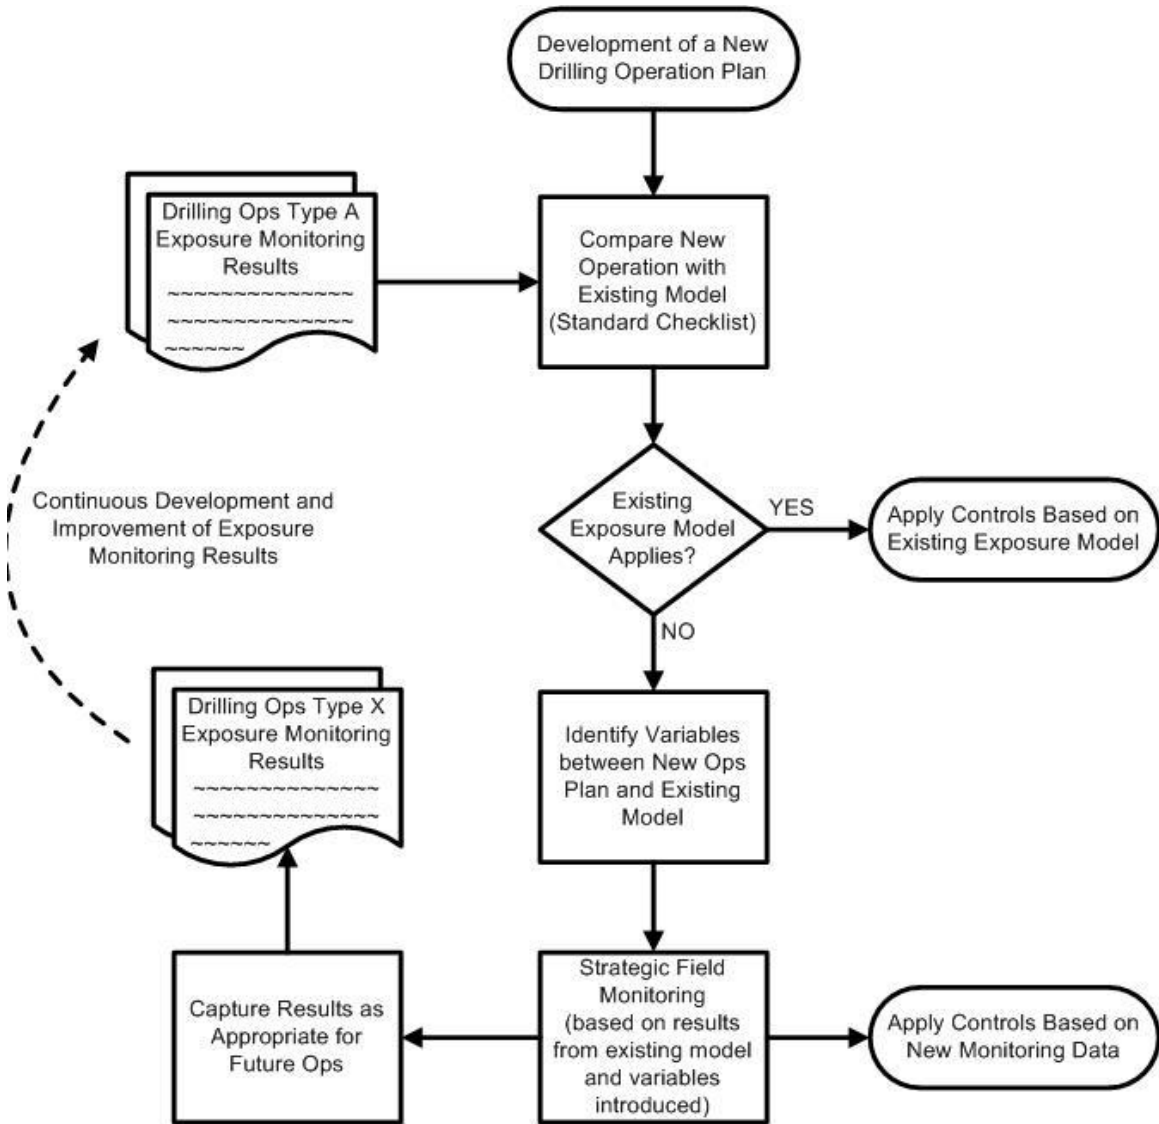 Development of a New
Drilling Operation Plan
Drilling Ops Type A
Exposure Monitoring
Results
~~~~~~~~~~~~~~
~~~~~~~~~~~~~~
~~~~~~
Compare New
Operation with
Existing Model
(Standard Checklist)
Continuous Development and
Improvement of Exposure
Monitoring Results
Existing
Exposure Model
Applies?
YES
Apply Controls Based on
Existing Exposure Model
NO
Drilling Ops Type X
Exposure Monitoring
Results
~~~~~~~~~~~~~~
~~~~~~~~~~~~~~
~~~~~~
Identify Variables
between New Ops
Plan and Existing
Model
Capture Results as
Appropriate for
Future Ops
Strategic Field
Monitoring
(based on results
from existing model
and variables
introduced)
Apply Controls Based on
New Monitoring Data